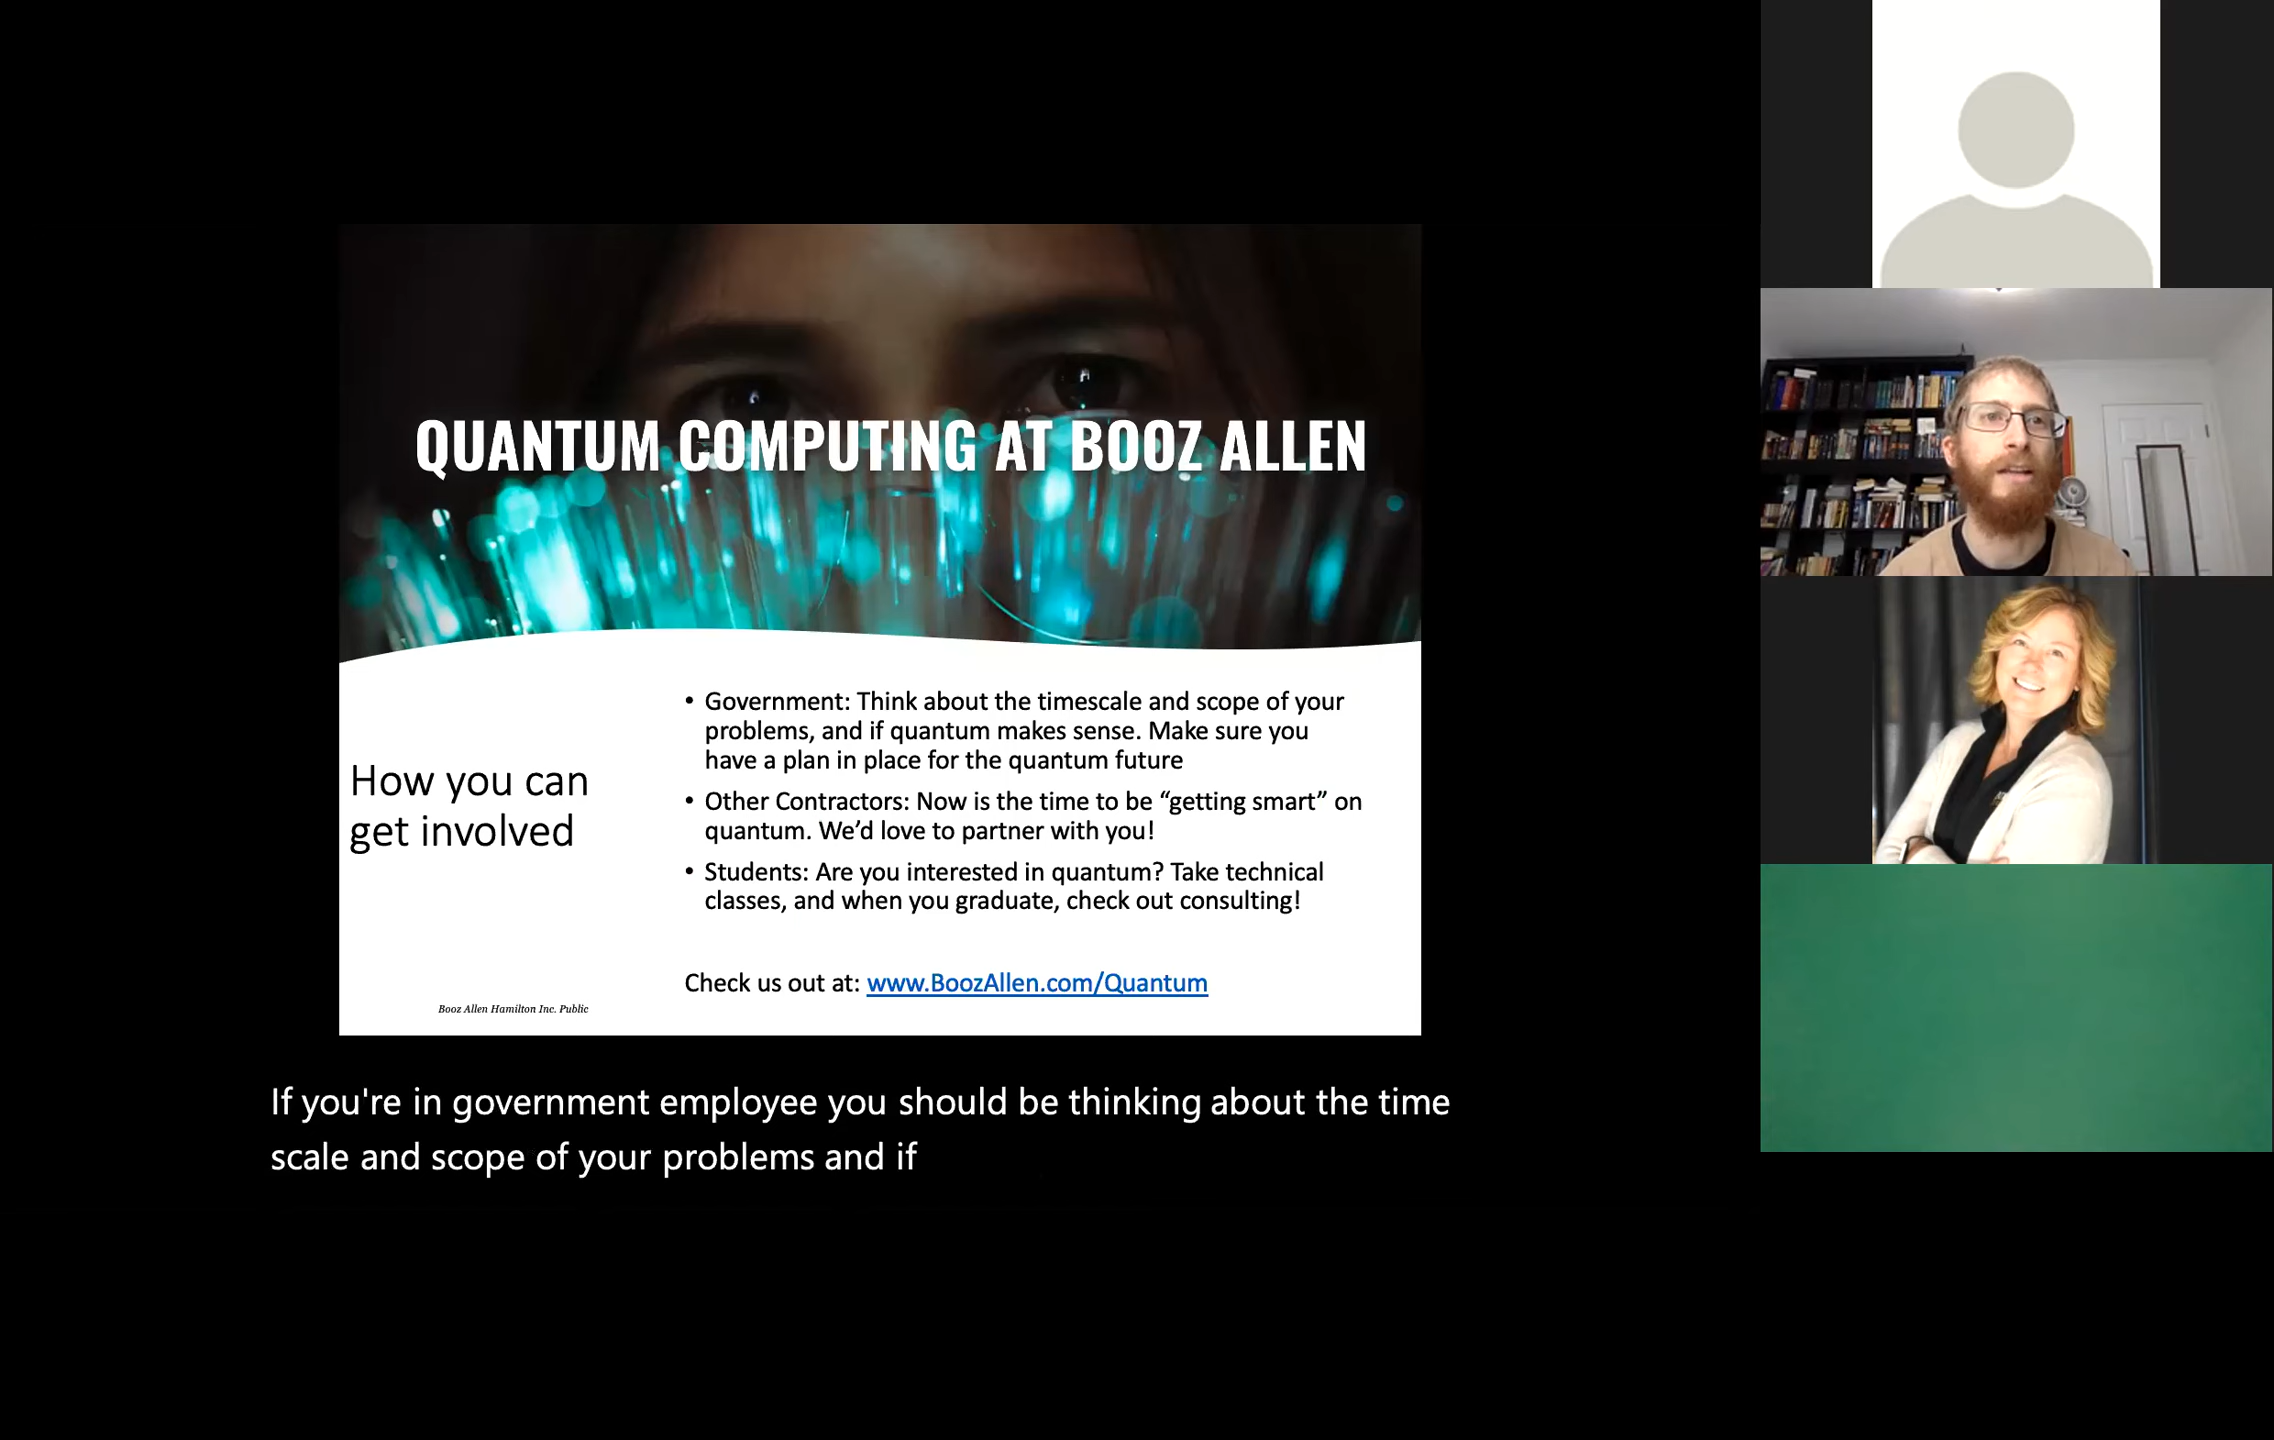 QUANTUM COMPUTING AT BOOZ ALLEN
How you can
get involved
• Government: Think about the timescale and scope of your
problems, and if quantum makes sense. Make sure you
have a plan in place for the quantum future
• Other Contractors: Now is the time to be “getting smart” on
quantum. We’d love to partner with you!
• Students: Are you interested in quantum? Take technical
classes, and when you graduate, check out consulting!
Check us out at: www.BoozAllen.com/Quantum
Booz Allen Hamilton Inc. Public
If you're in government employee you should be thinking about the time
scale and scope of your problems and if